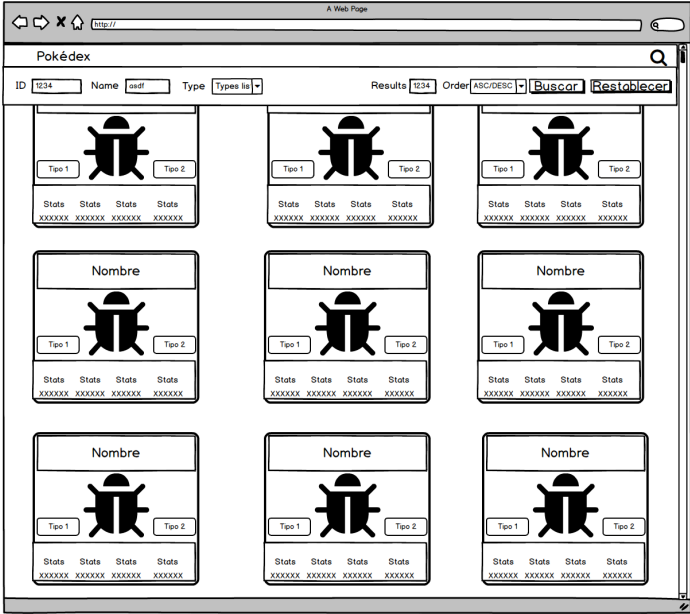 A Web Page
http://
Pokédex
ID 1234 Name asdf Type Types lis Results 1234 Order ASC/DESC Buscar Restablecer
Tipo 1 Tipo 2 Tipo 1 Tipo 2 Tipo 1 Tipo 2
Stats Stats Stats Stats Stats Stats Stats Stats Stats Stats Stats Stats
XXXXXX XXXXXX XXXXXX XXXXXX XXXXXX XXXXXX XXXXXX XXXXXX XXXXXX XXXXXX XXXXXX XXXXXX
Nombre Nombre Nombre
Tipo 1 Tipo 2 Tipo 1 Tipo 2 Tipo 1 Tipo 2
Stats Stats Stats Stats Stats Stats Stats Stats Stats Stats Stats Stats
XXXXXX XXXXXX XXXXXX XXXXXX XXXXXX XXXXXX XXXXXX XXXXXX XXXXXX XXXXXX XXXXXX XXXXXX
Nombre Nombre Nombre
Tipo 1 Tipo 2 Tipo 1 Tipo 2 Tipo 1 Tipo 2
Stats Stats Stats Stats Stats Stats Stats Stats Stats Stats Stats Stats
XXXXXX XXXXXX XXXXXX XXXXXX XXXXXX XXXXXX XXXXXX XXXXXX XXXXXX XXXXXX XXXXXX XXXXXX